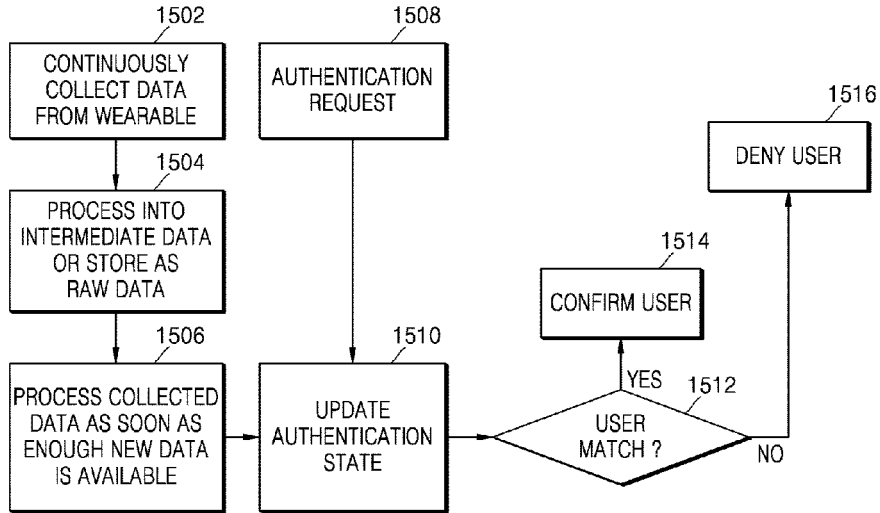 1502
CONTINUOUSLY
COLLECT DATA
FROM WEARABLE
1504
PROCESS INTO
INTERMEDIATE DATA
OR STORE AS
RAW DATA
1506
PROCESS COLLECTED
DATA AS SOON AS
ENOUGH NEW DATA
IS AVAILABLE
1508
AUTHENTICATION
REQUEST
1510
UPDATE
AUTHENTICATION
STATE
1512
USER
MATCH ?
YES
NO
1514
CONFIRM USER
1516
DENY USER